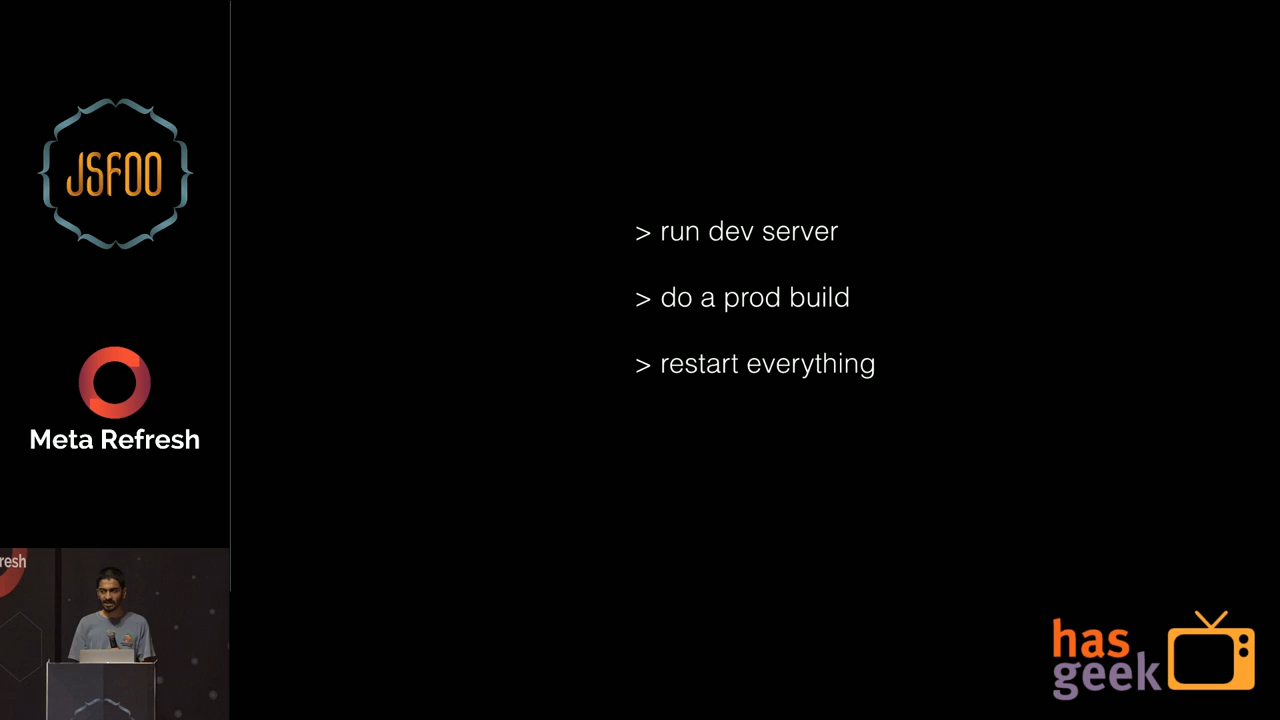 JSFOO
Meta Refresh
resh
> run dev server
> do a prod build
> restart everything
has
geek